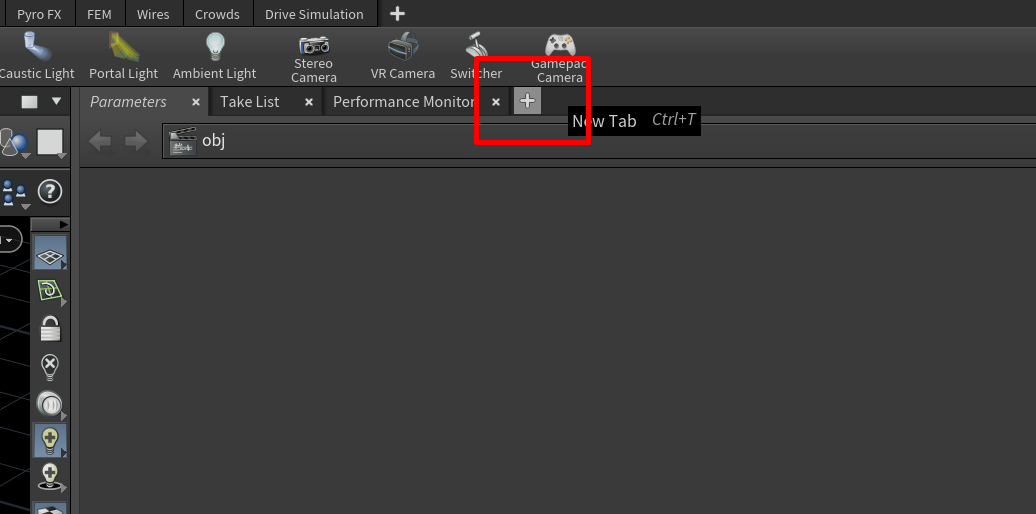 Pyro FX FEM Wires Crowds Drive Simulation
Caustic Light Portal Light Ambient Light Stereo Camera VR Camera Switcher Gamepad Camera
Parameters Take List Performance Monitor
New Tab Ctrl+T
obj